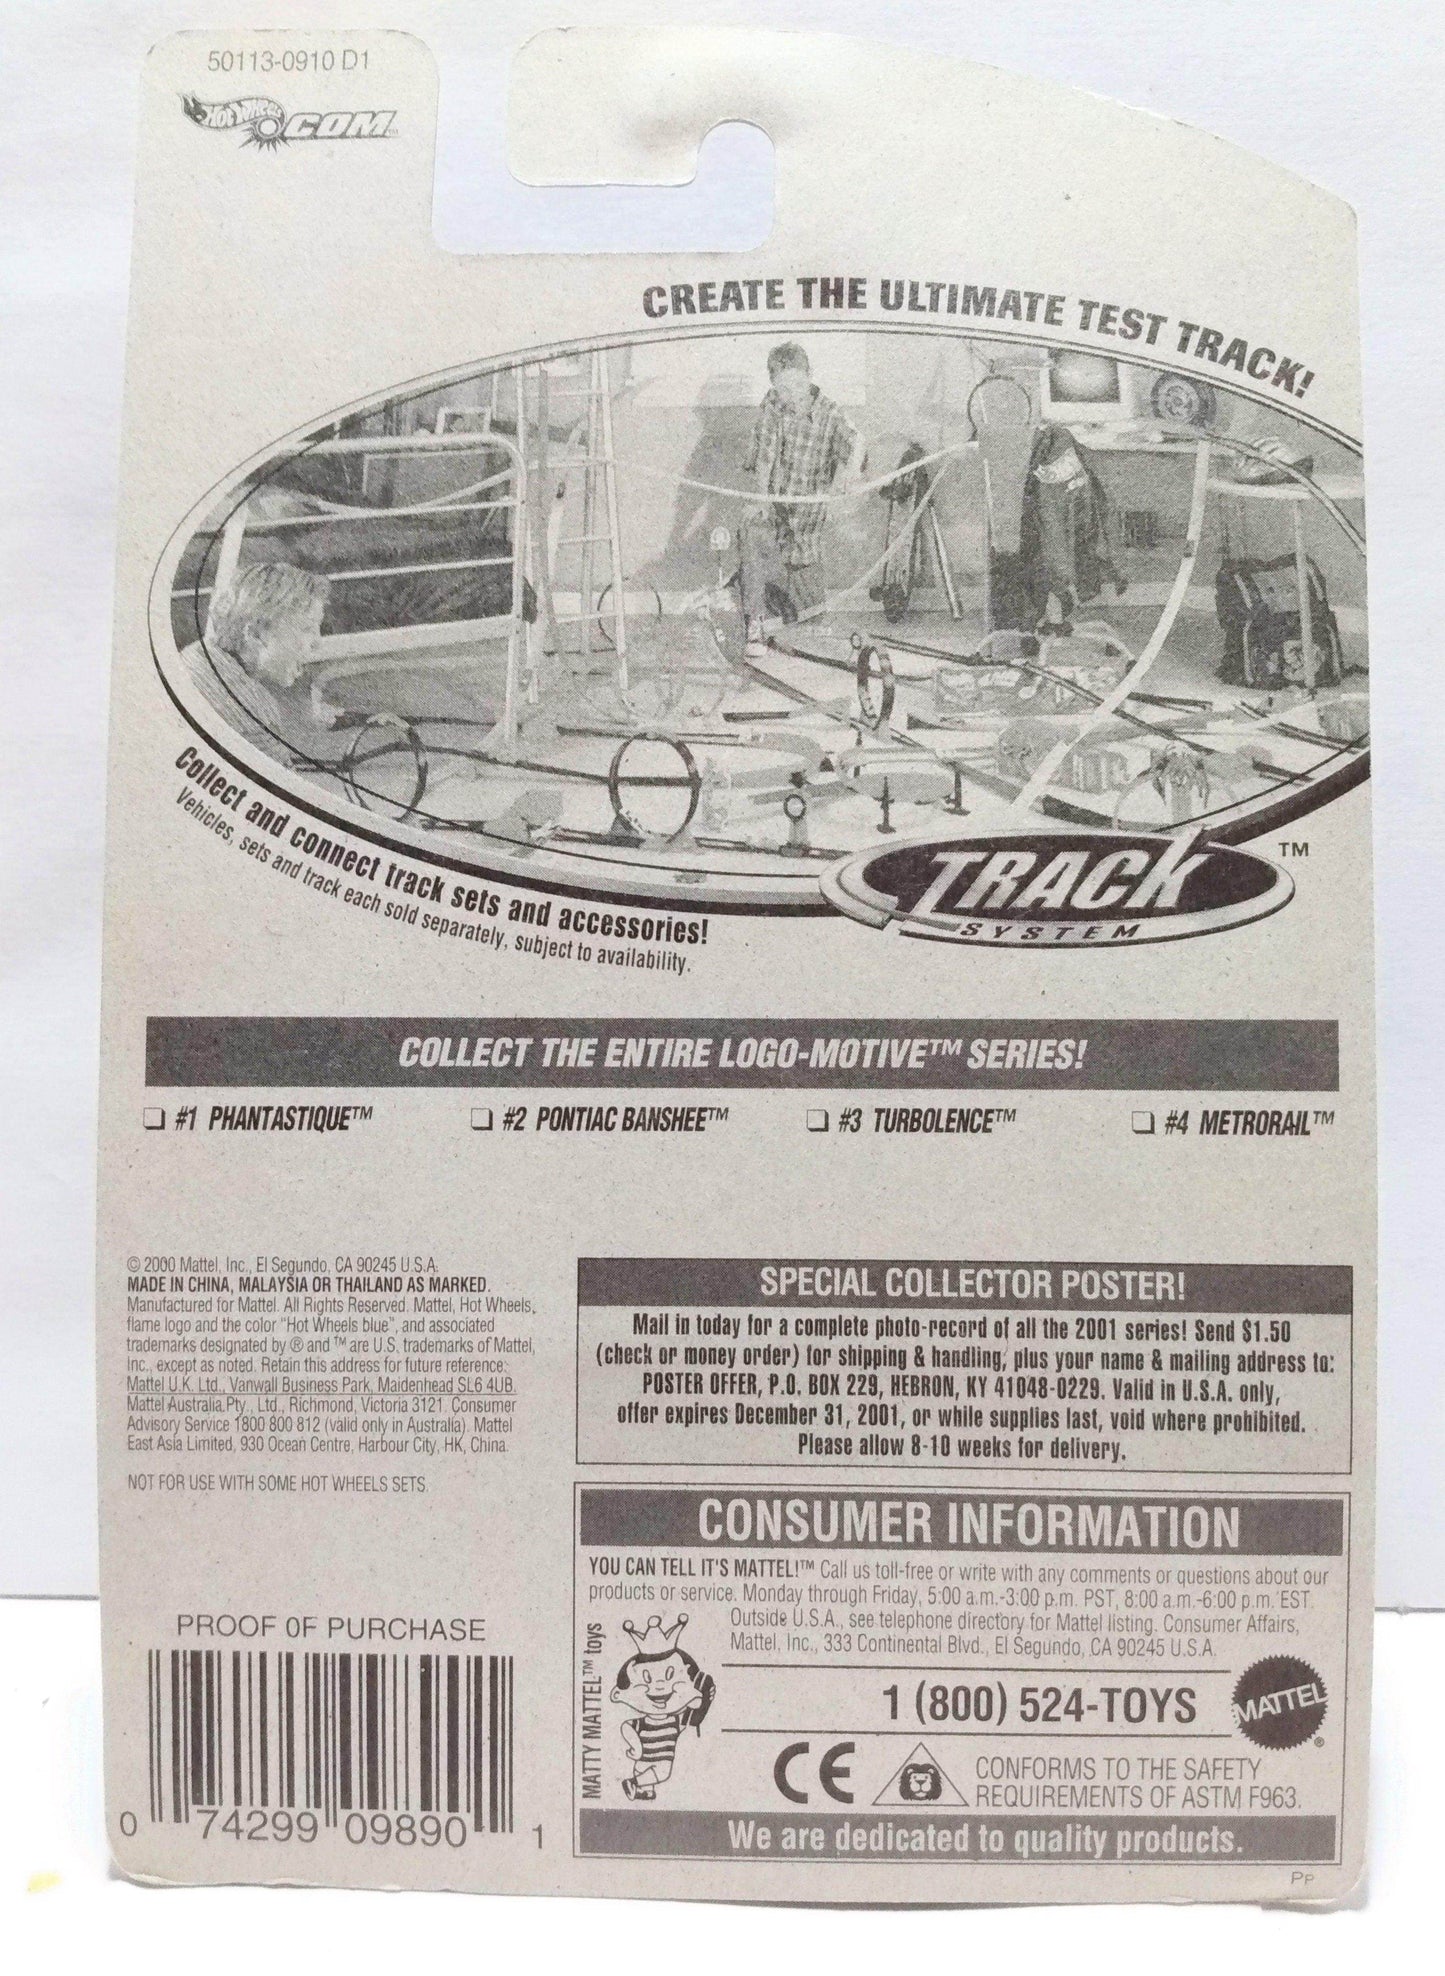 50113-0910 D1
Hot Wheels .COM™
CREATE THE ULTIMATE TEST TRACK!
Collect and connect track sets and accessories!
Vehicles, sets and track each sold separately, subject to availability.
TRACK ™
SYSTEM
COLLECT THE ENTIRE LOGO-MOTIVE™ SERIES!
❏ #1 PHANTASTIQUE™ ❏ #2 PONTIAC BANSHEE™ ❏ #3 TURBOLENCE™ ❏ #4 METRORAIL™
© 2000 Mattel, Inc., El Segundo, CA 90245 U.S.A.
MADE IN CHINA, MALAYSIA OR THAILAND AS MARKED.
Manufactured for Mattel. All Rights Reserved. Mattel, Hot Wheels,
flame logo and the color "Hot Wheels blue", and associated
trademarks designated by ® and ™ are U.S. trademarks of Mattel,
Inc., except as noted. Retain this address for future reference:
Mattel U.K. Ltd., Vanwall Business Park, Maidenhead SL6 4UB.
Mattel Australia Pty., Ltd., Richmond, Victoria 3121. Consumer
Advisory Service 1800 800 812 (valid only in Australia). Mattel
East Asia Limited, 930 Ocean Centre, Harbour City, HK, China.
NOT FOR USE WITH SOME HOT WHEELS SETS.
PROOF OF PURCHASE
0 74299 09890 1
SPECIAL COLLECTOR POSTER!
Mail in today for a complete photo-record of all the 2001 series! Send $1.50
(check or money order) for shipping & handling, plus your name & mailing address to:
POSTER OFFER, P.O. BOX 229, HEBRON, KY 41048-0229. Valid in U.S.A. only,
offer expires December 31, 2001, or while supplies last, void where prohibited.
Please allow 8-10 weeks for delivery.
CONSUMER INFORMATION
YOU CAN TELL IT'S MATTEL!™ Call us toll-free or write with any comments or questions about our
products or service. Monday through Friday, 5:00 a.m.-3:00 p.m. PST, 8:00 a.m.-6:00 p.m. EST.
Outside U.S.A., see telephone directory for Mattel listing. Consumer Affairs,
Mattel, Inc., 333 Continental Blvd., El Segundo, CA 90245 U.S.A.
MATTY MATTEL™ toys
1 (800) 524-TOYS
MATTEL®
CE
CONFORMS TO THE SAFETY
REQUIREMENTS OF ASTM F963.
We are dedicated to quality products.
PP